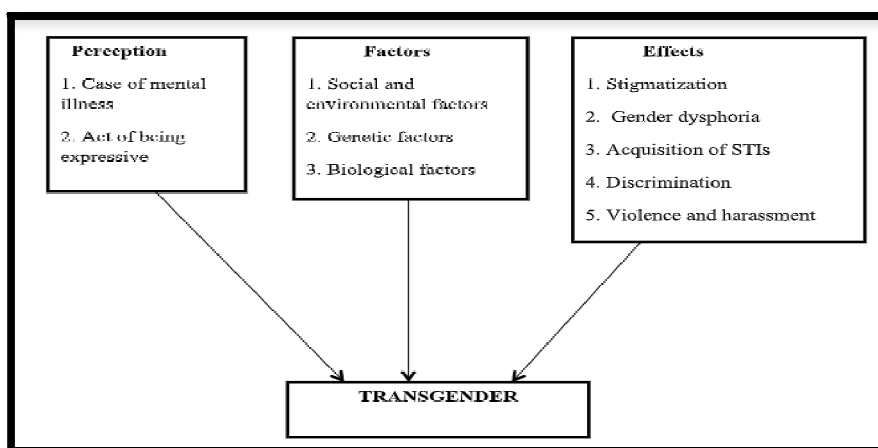 Perception
1. Case of mental
illness
2. Act of being
expressive
Factors
1. Social and
environmental factors
2. Genetic factors
3. Biological factors
Effects
1. Stigmatization
2. Gender dysphoria
3. Acquisition of STIs
4. Discrimination
5. Violence and harassment
TRANSGENDER